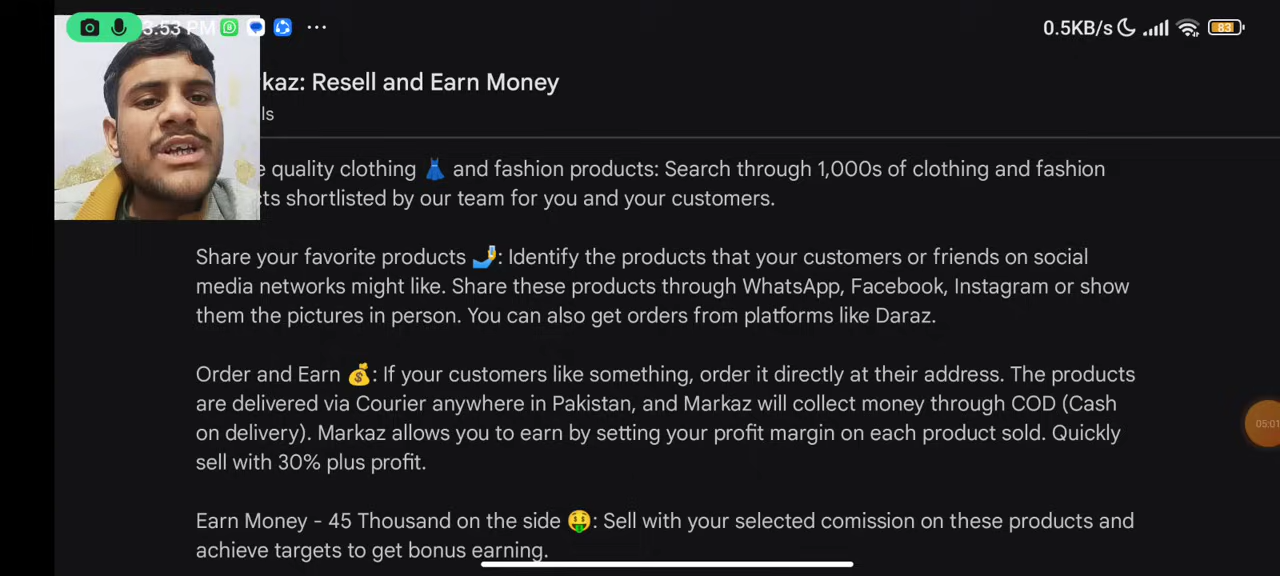 3:53 PM
0.5KB/s
83
kaz: Resell and Earn Money
ls
e quality clothing 👗 and fashion products: Search through 1,000s of clothing and fashion
cts shortlisted by our team for you and your customers.
Share your favorite products 🤳: Identify the products that your customers or friends on social
media networks might like. Share these products through WhatsApp, Facebook, Instagram or show
them the pictures in person. You can also get orders from platforms like Daraz.
Order and Earn 💰: If your customers like something, order it directly at their address. The products
are delivered via Courier anywhere in Pakistan, and Markaz will collect money through COD (Cash
on delivery). Markaz allows you to earn by setting your profit margin on each product sold. Quickly
sell with 30% plus profit.
Earn Money - 45 Thousand on the side 🤑: Sell with your selected comission on these products and
achieve targets to get bonus earning.
05:01